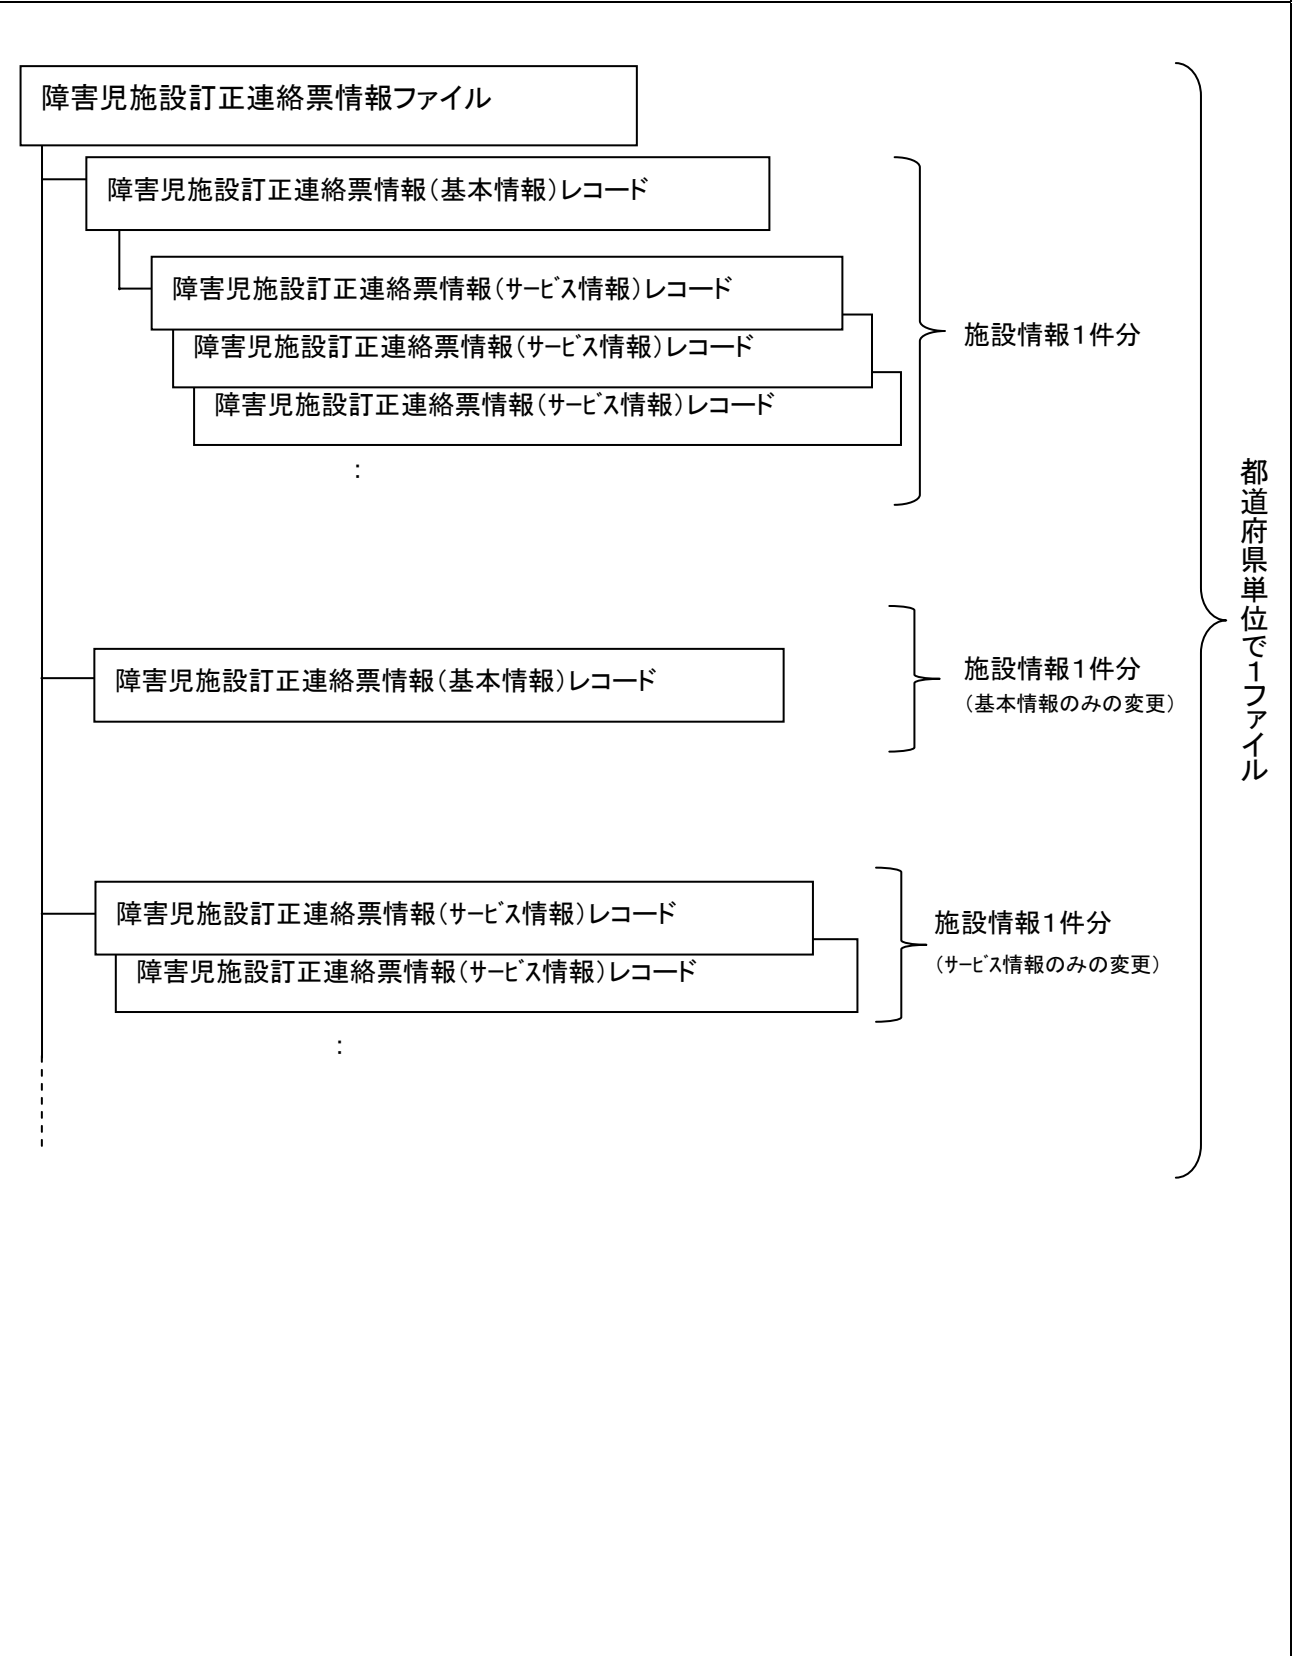 障害児施設訂正連絡票情報ファイル
障害児施設訂正連絡票情報（基本情報）レコード
障害児施設訂正連絡票情報（ｻｰﾋﾞｽ情報）レコード
障害児施設訂正連絡票情報（ｻｰﾋﾞｽ情報）レコード
障害児施設訂正連絡票情報（ｻｰﾋﾞｽ情報）レコード
：
施設情報１件分
障害児施設訂正連絡票情報（基本情報）レコード
施設情報１件分
（基本情報のみの変更）
障害児施設訂正連絡票情報（ｻｰﾋﾞｽ情報）レコード
障害児施設訂正連絡票情報（ｻｰﾋﾞｽ情報）レコード
：
施設情報１件分
（ｻｰﾋﾞｽ情報のみの変更）
都道府県単位で１ファイル